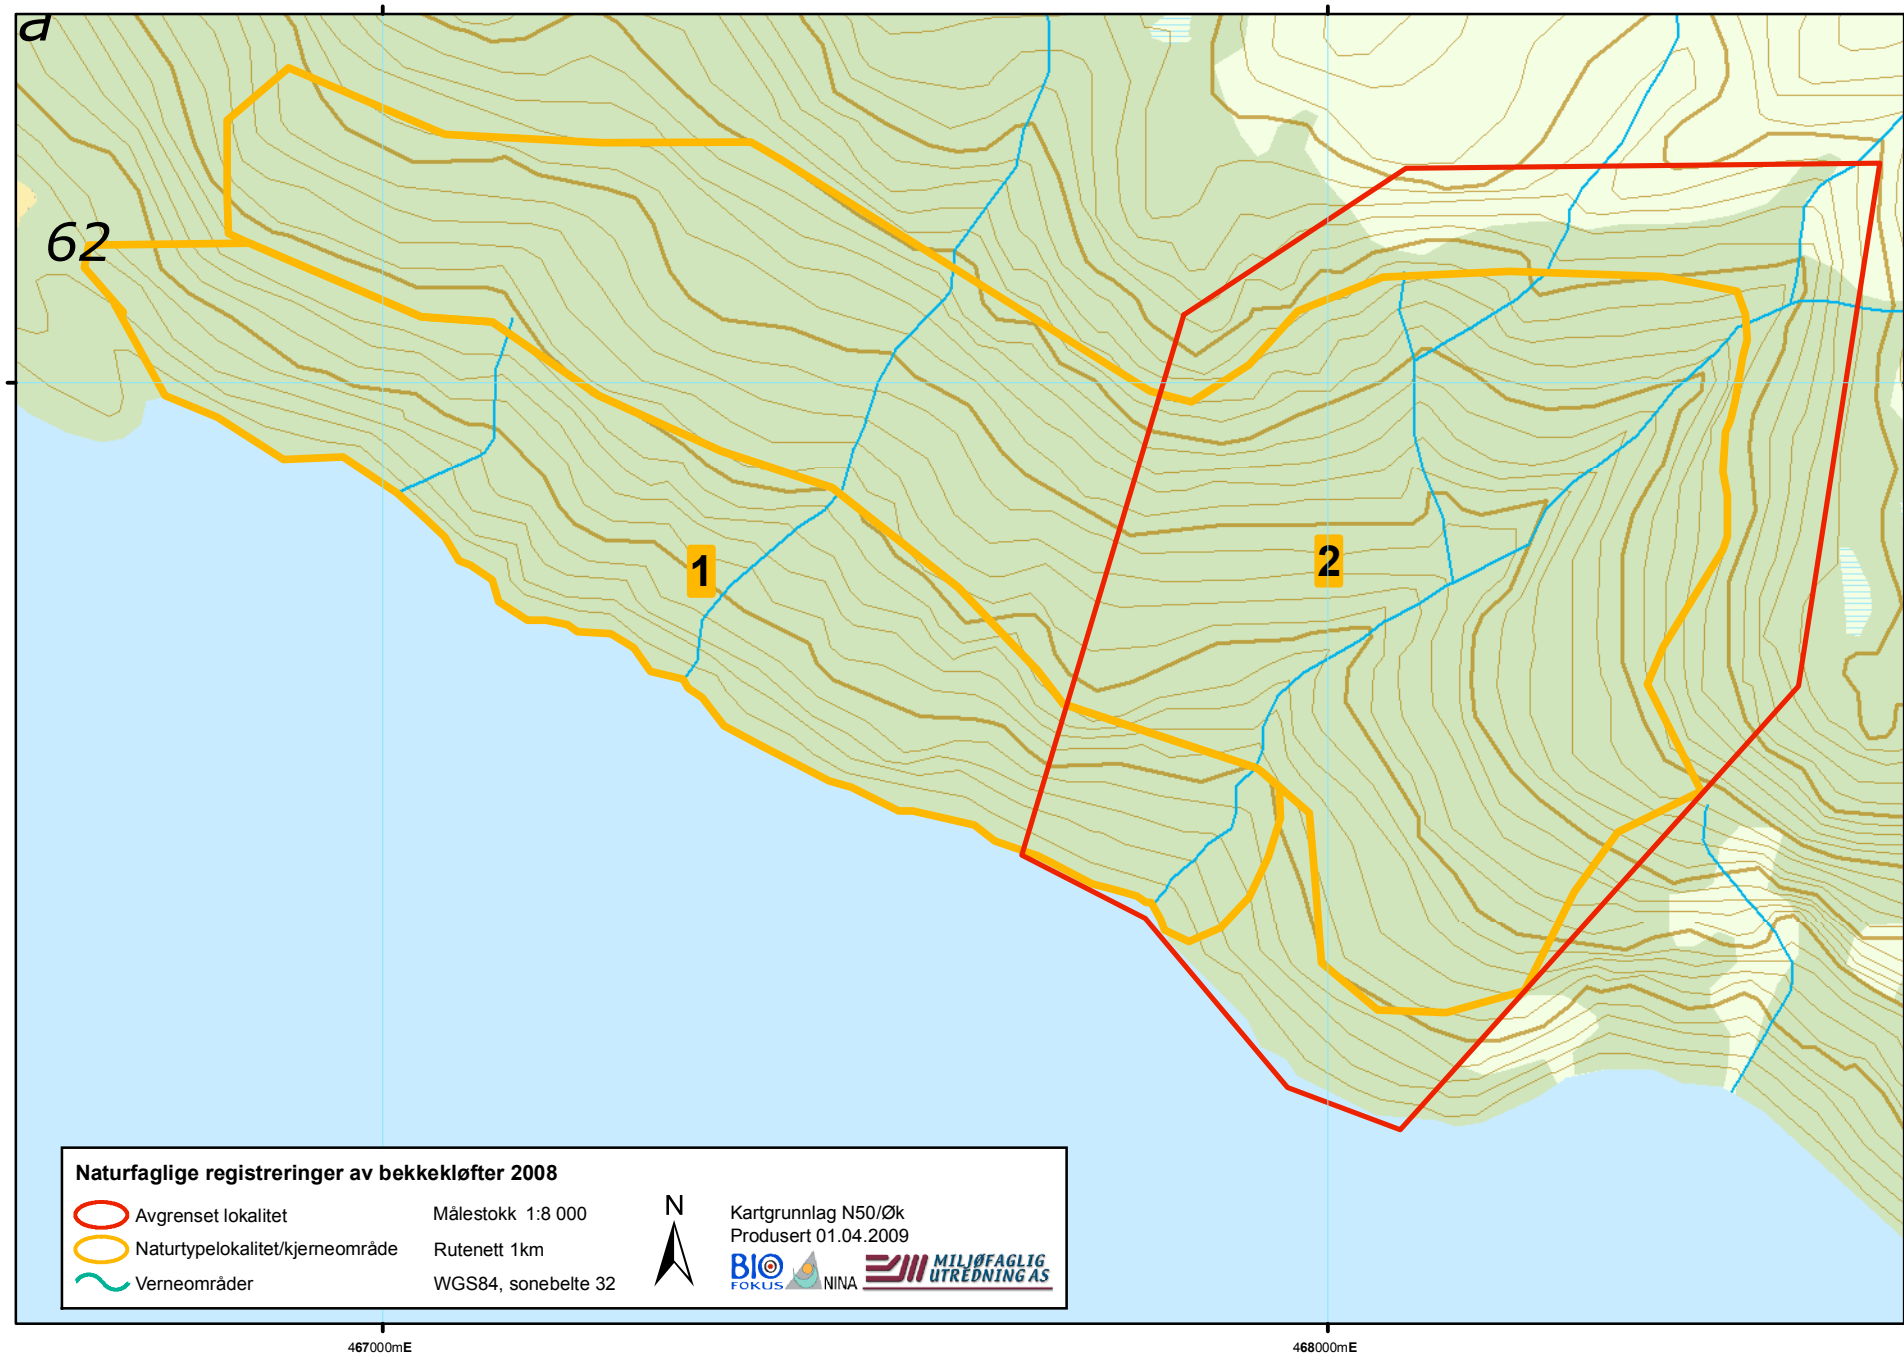 a
62
1
2
Naturfaglige registreringer av bekkekløfter 2008
Avgrenset lokalitet
Naturtypelokalitet/kjerneområde
Verneområder
Målestokk 1:8 000
Rutenett 1km
WGS84, sonebelte 32
N
Kartgrunnlag N50/Øk
Produsert 01.04.2009
BIO
FOKUS
NINA
MILJØFAGLIG
UTREDNING AS
467000mE
468000mE